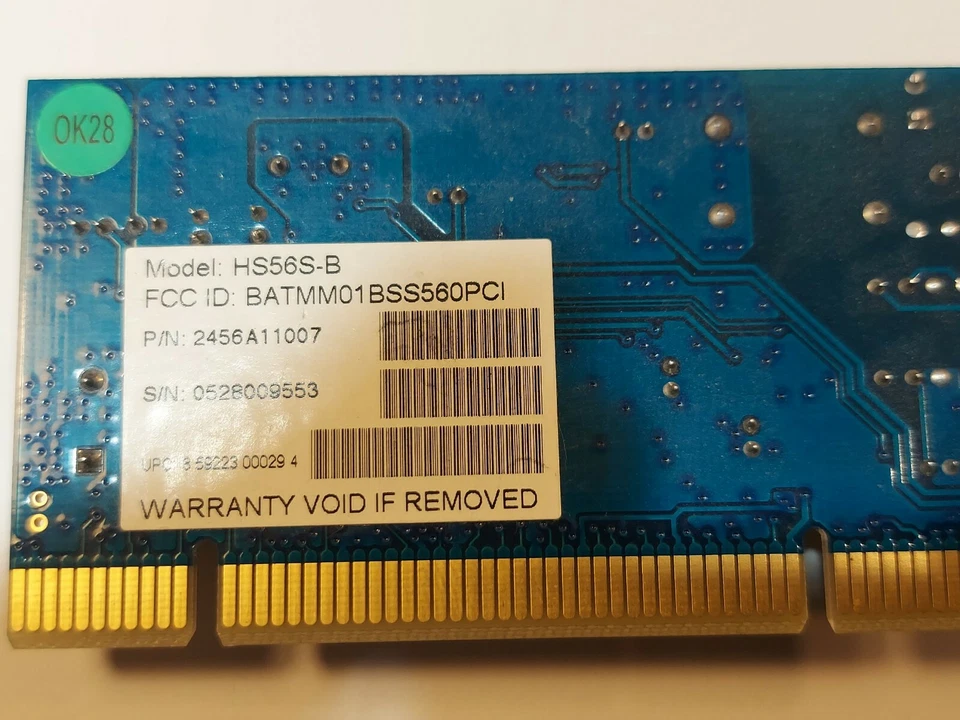 OK28
Model: HS56S-B
FCC ID: BATMM01BSS560PCI
P/N: 2456A11007
S/N: 0528009553
UPC: 8 59223 00029 4
WARRANTY VOID IF REMOVED